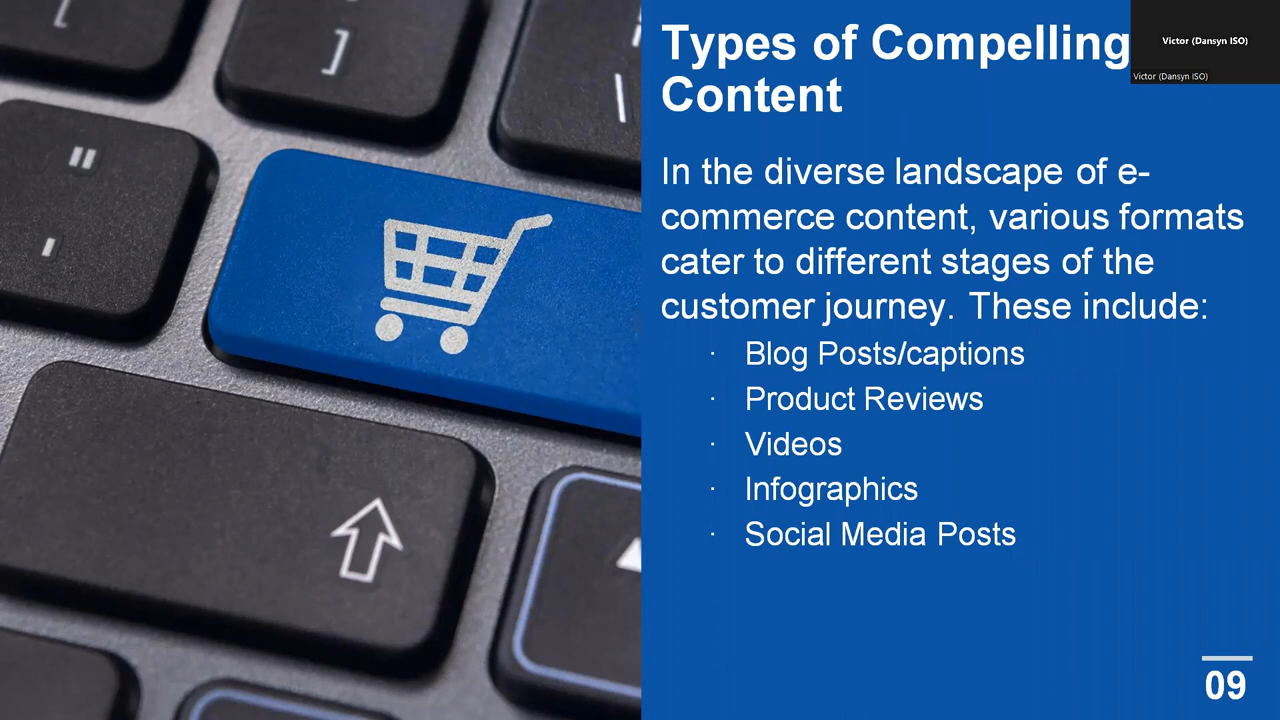 Types of Compelling
Content
Victor (Dansyn ISO)
Victor (Dansyn ISO)
In the diverse landscape of e-
commerce content, various formats
cater to different stages of the
customer journey. These include:
· Blog Posts/captions
· Product Reviews
· Videos
· Infographics
· Social Media Posts
09
[
]
\
"
'